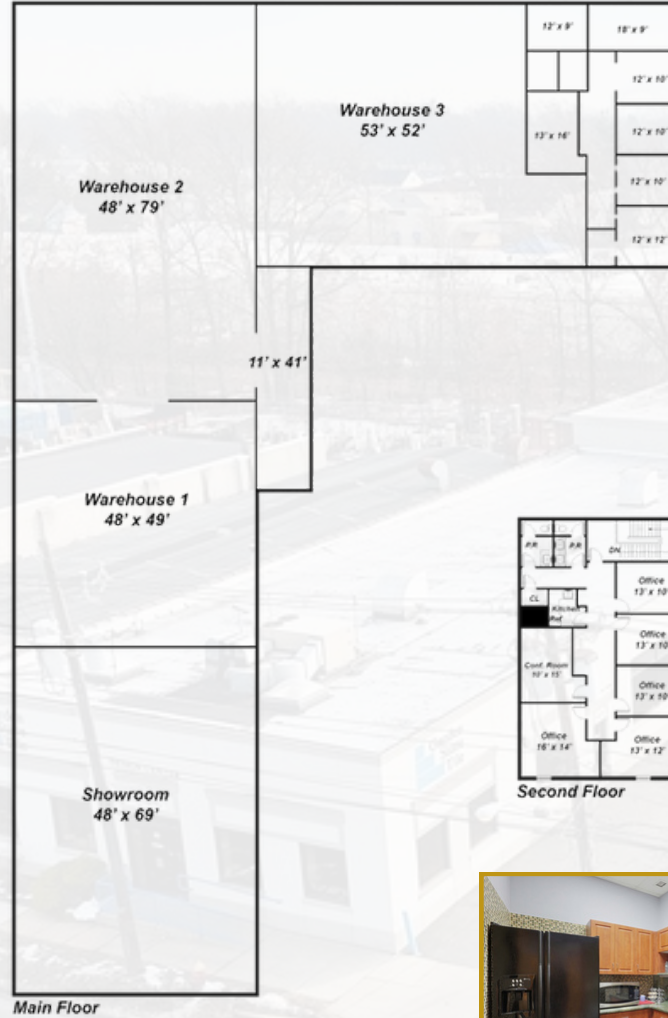 12' x 9'
18' x 9'
12' x 10'
Warehouse 3
53' x 52'
12' x 10'
13' x 16'
Warehouse 2
48' x 79'
12' x 10'
12' x 12'
11' x 41'
Warehouse 1
48' x 49'
P.R
P.R
DN
Office
13' x 10'
CL
Kitchen
Ref
Office
13' x 10'
Conf. Room
10' x 15'
Office
13' x 10'
Office
16' x 14'
Office
13' x 12'
Second Floor
Showroom
48' x 69'
Main Floor